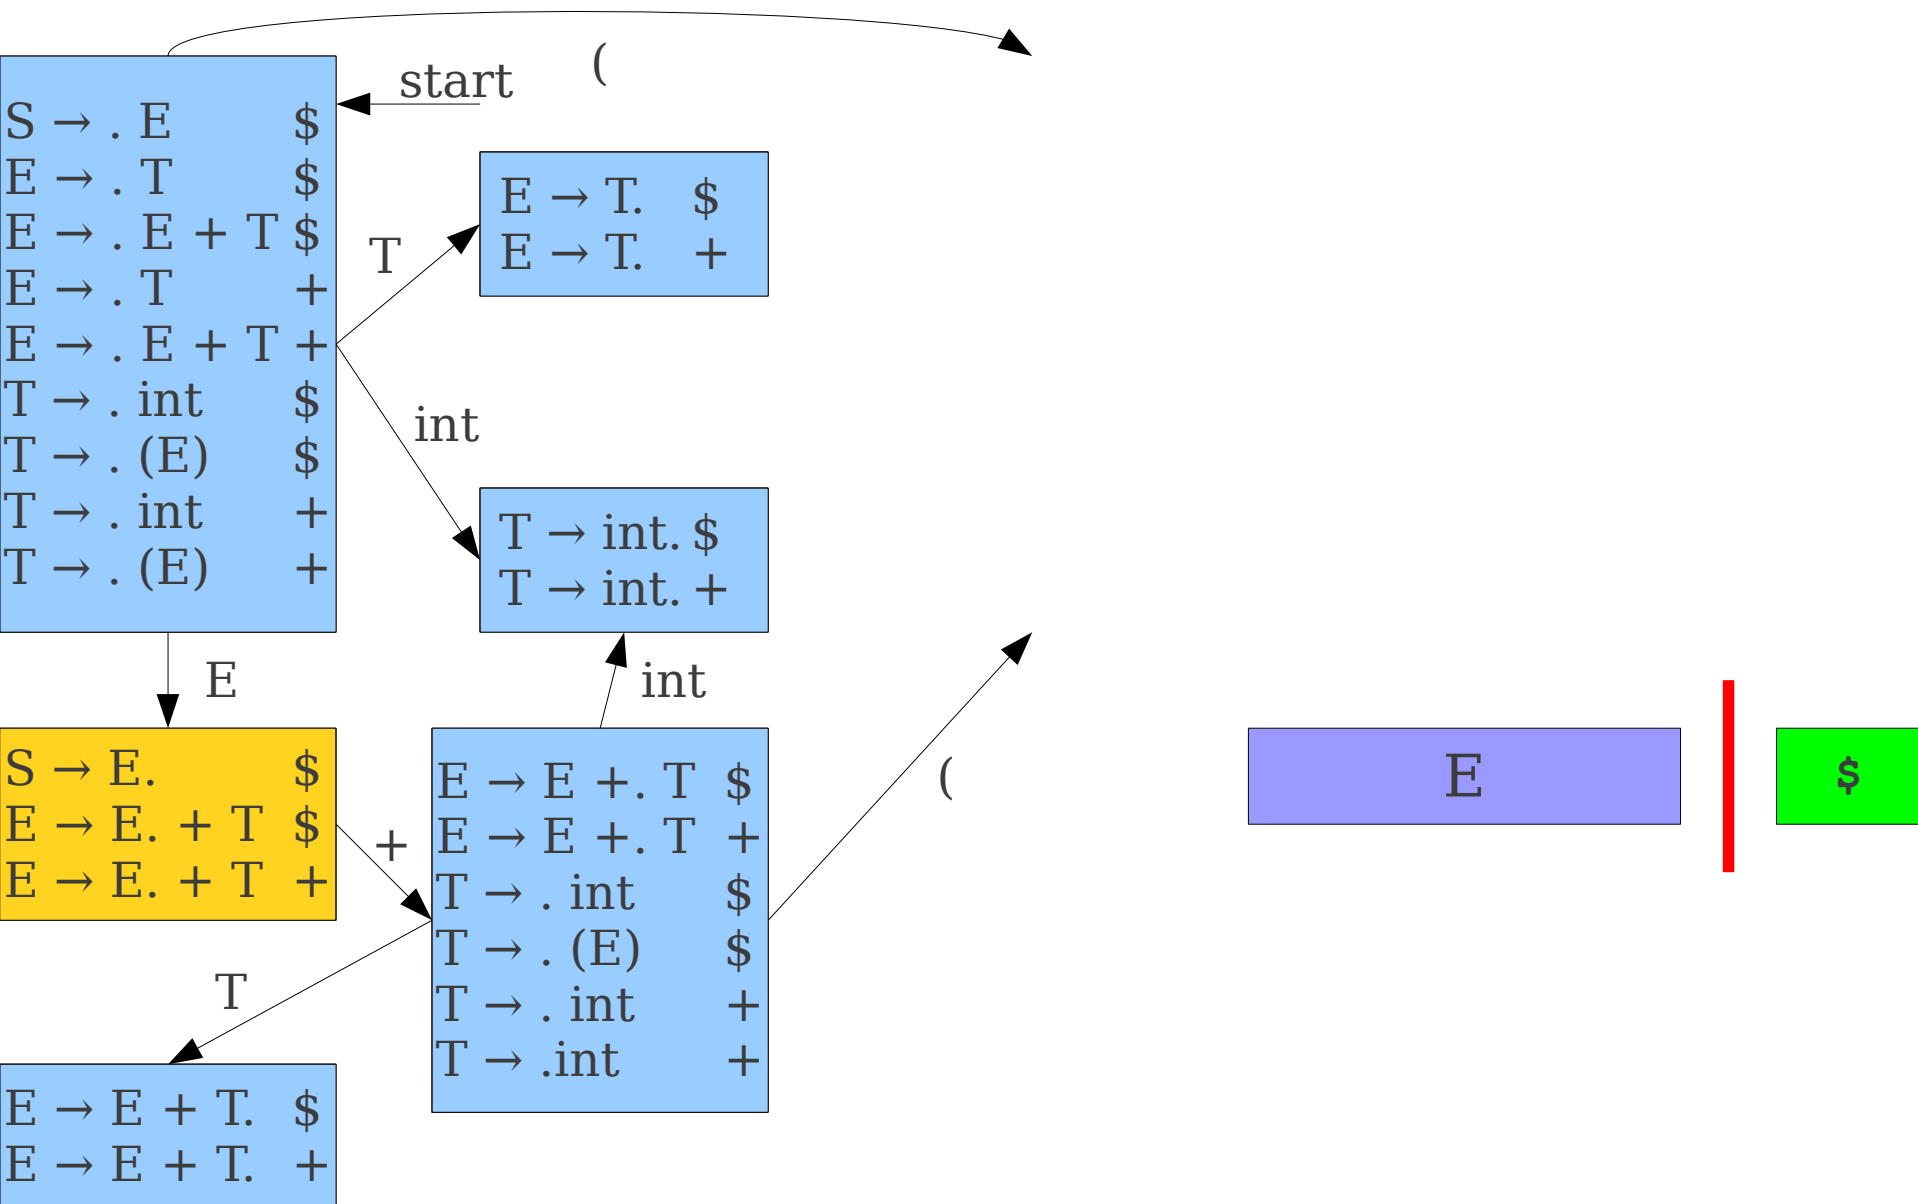 (
start
S → . E $
E → . T $
E → . E + T $
E → . T +
E → . E + T +
T → . int $
T → . (E) $
T → . int +
T → . (E) +
T
E → T. $
E → T. +
int
T → int. $
T → int. +
E
int
S → E. $
E → E. + T $
E → E. + T +
+
E → E +. T $
E → E +. T +
T → . int $
T → . (E) $
T → . int +
T → .int +
(
E
$
T
E → E + T. $
E → E + T. +